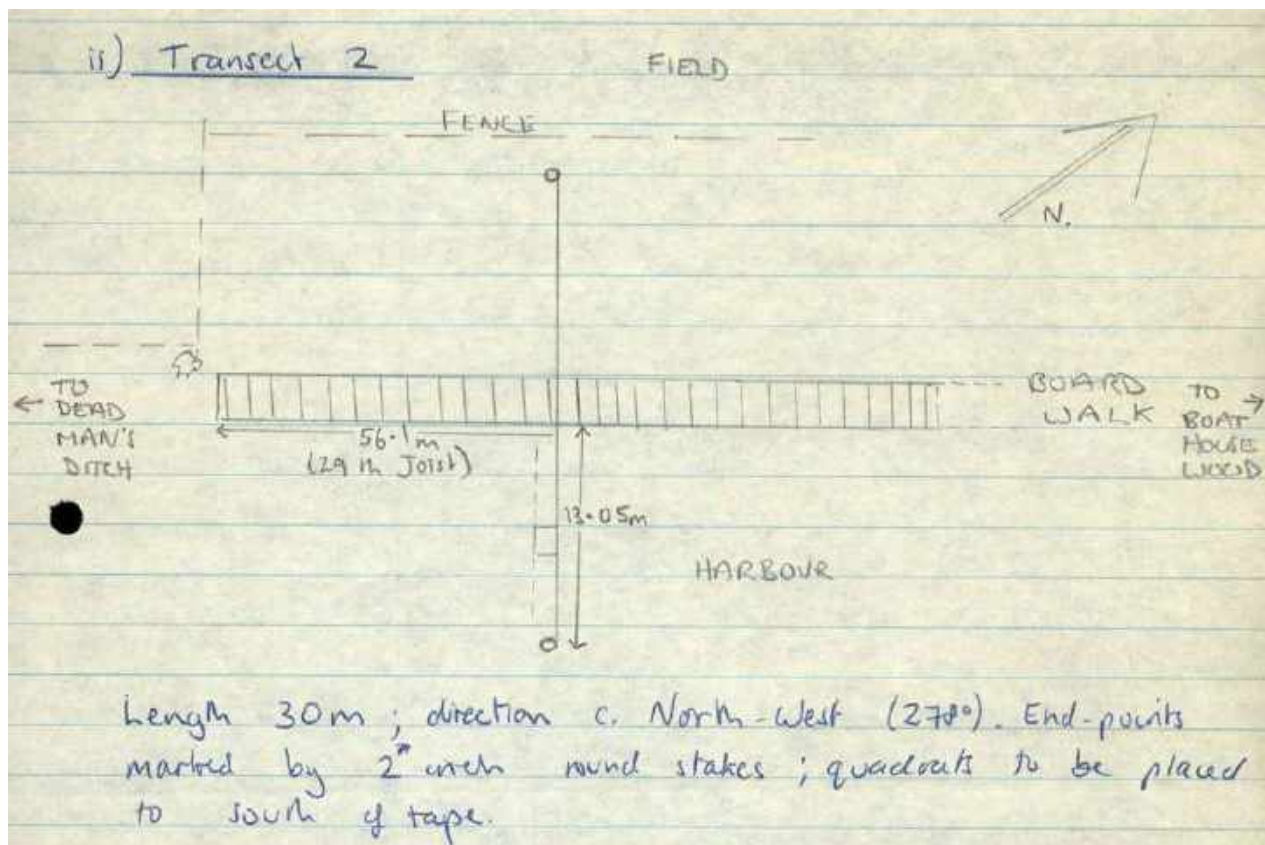 ii) Transect 2
FIELD
FENCE
N.
← TO DEAD MAN'S DITCH
56.1m
(29th Joist)
BOARD WALK
TO → BOAT HOUSE WOOD
13.05m
HARBOUR
Length 30m ; direction c. North-West (278°). End-points
marked by 2" inch round stakes ; quadrats to be placed
to south of tape.